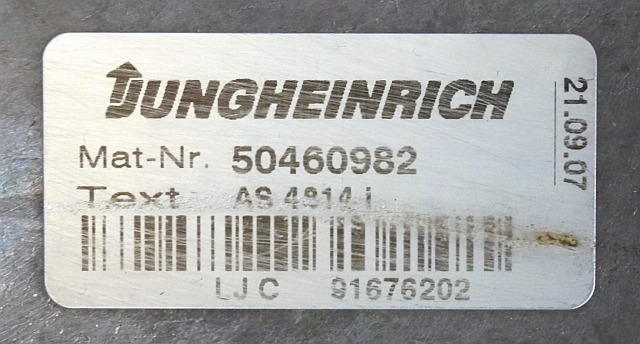 JUNGHEINRICH
Mat-Nr. 50460982
Text AS 4814 i
LJC 91676202
21.09.07